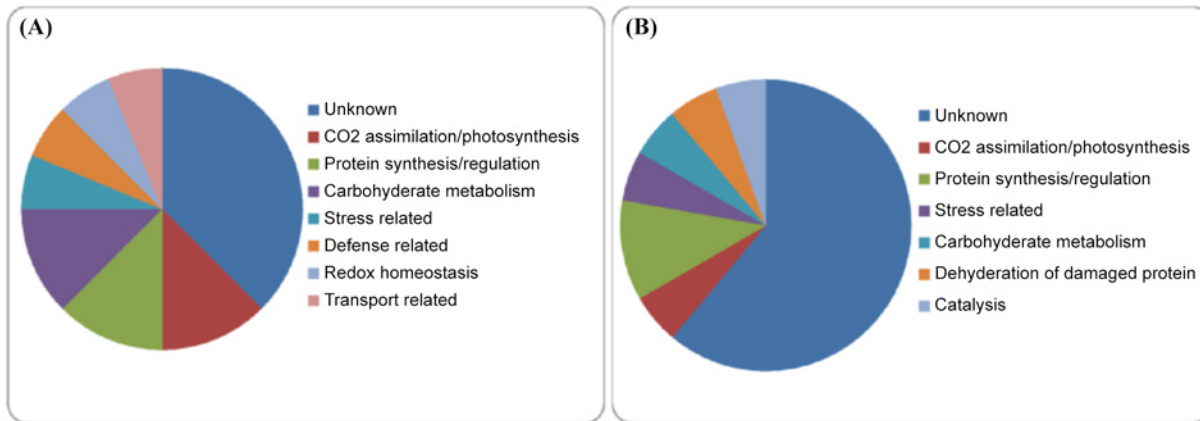 (A)
Unknown
CO2 assimilation/photosynthesis
Protein synthesis/regulation
Carbohyderate metabolism
Stress related
Defense related
Redox homeostasis
Transport related
(B)
Unknown
CO2 assimilation/photosynthesis
Protein synthesis/regulation
Stress related
Carbohyderate metabolism
Dehyderation of damaged protein
Catalysis